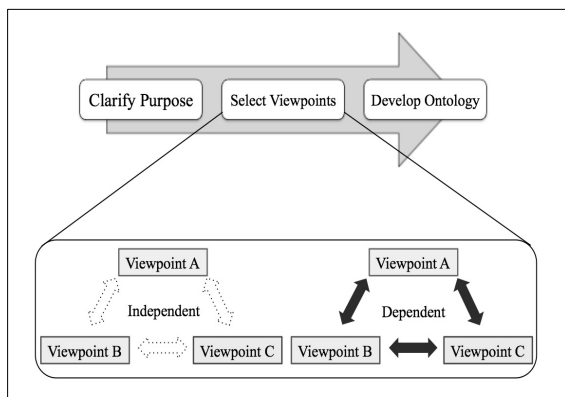 Clarify Purpose
Select Viewpoints
Develop Ontology
Viewpoint A
Independent
Viewpoint B
Viewpoint C
Viewpoint A
Dependent
Viewpoint B
Viewpoint C